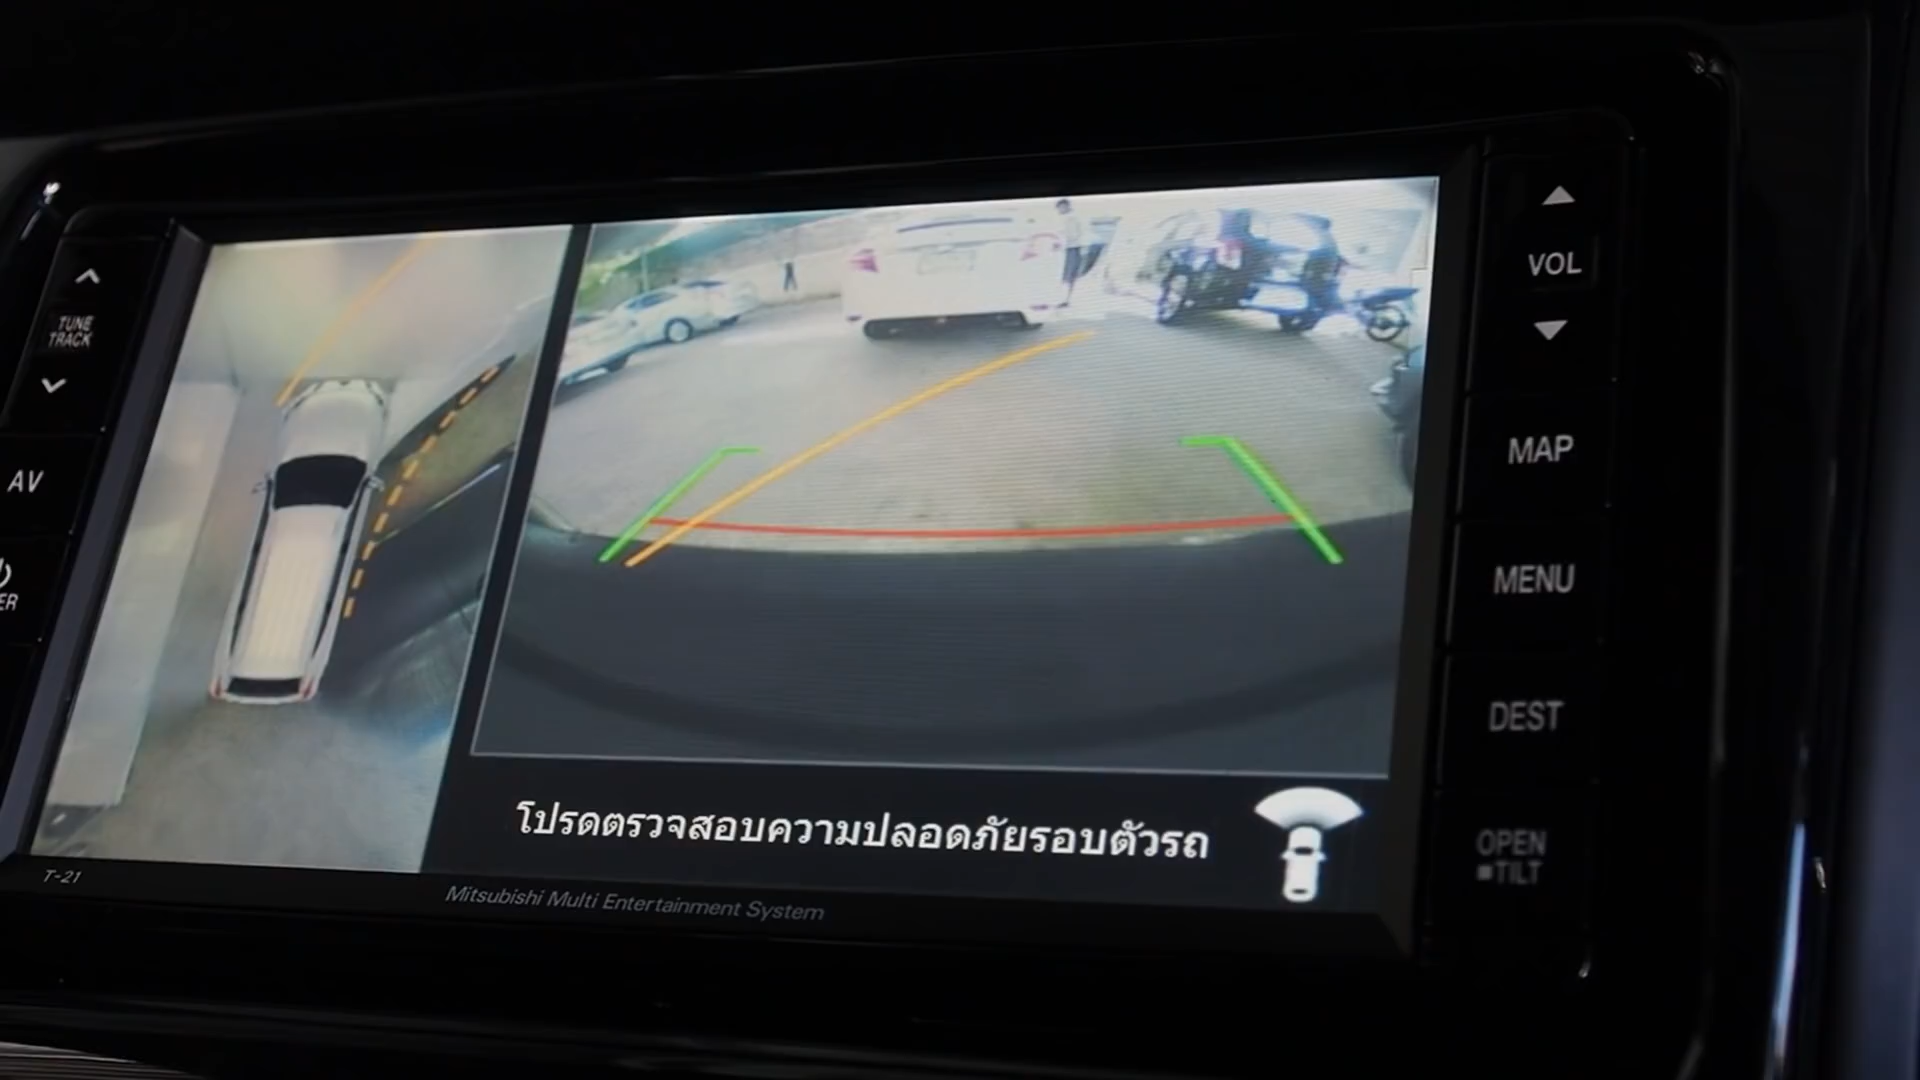 TUNE
TRACK
AV
ER
VOL
MAP
MENU
DEST
OPEN
TILT
โปรดตรวจสอบความปลอดภัยรอบตัวรถ
T-21
Mitsubishi Multi Entertainment System